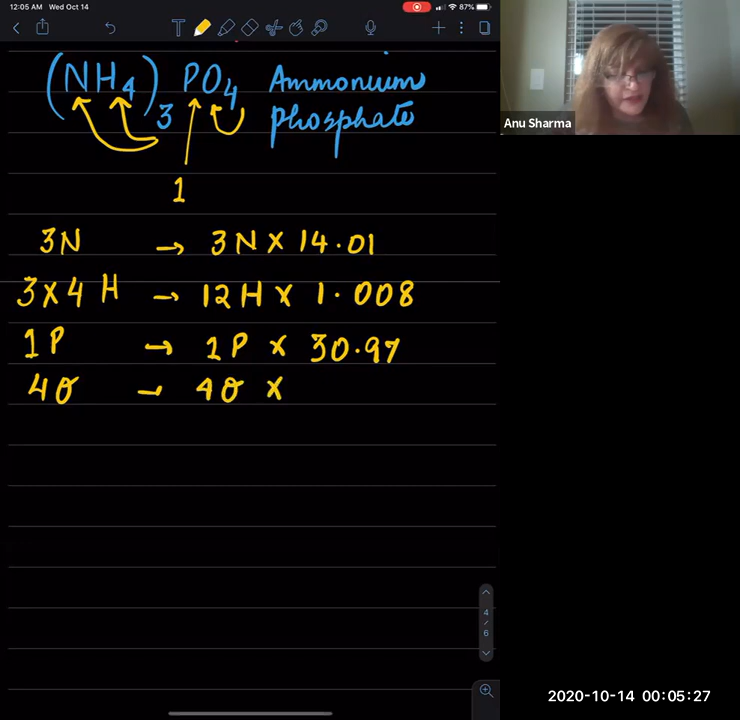 12:05 AM Wed Oct 14
87%
(NH4)3 PO4 Ammonium
phosphate
1
3N → 3N × 14.01
3×4 H → 12H × 1.008
1P → 1P × 30.97
4O → 4O ×
4
/
6
Anu Sharma
2020-10-14 00:05:27